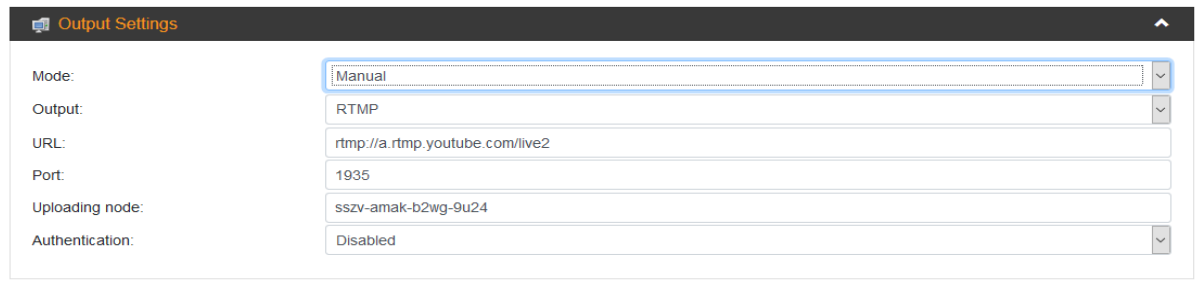 Output Settings
Mode: Manual
Output: RTMP
URL: rtmp://a.rtmp.youtube.com/live2
Port: 1935
Uploading node: sszv-amak-b2wg-9u24
Authentication: Disabled